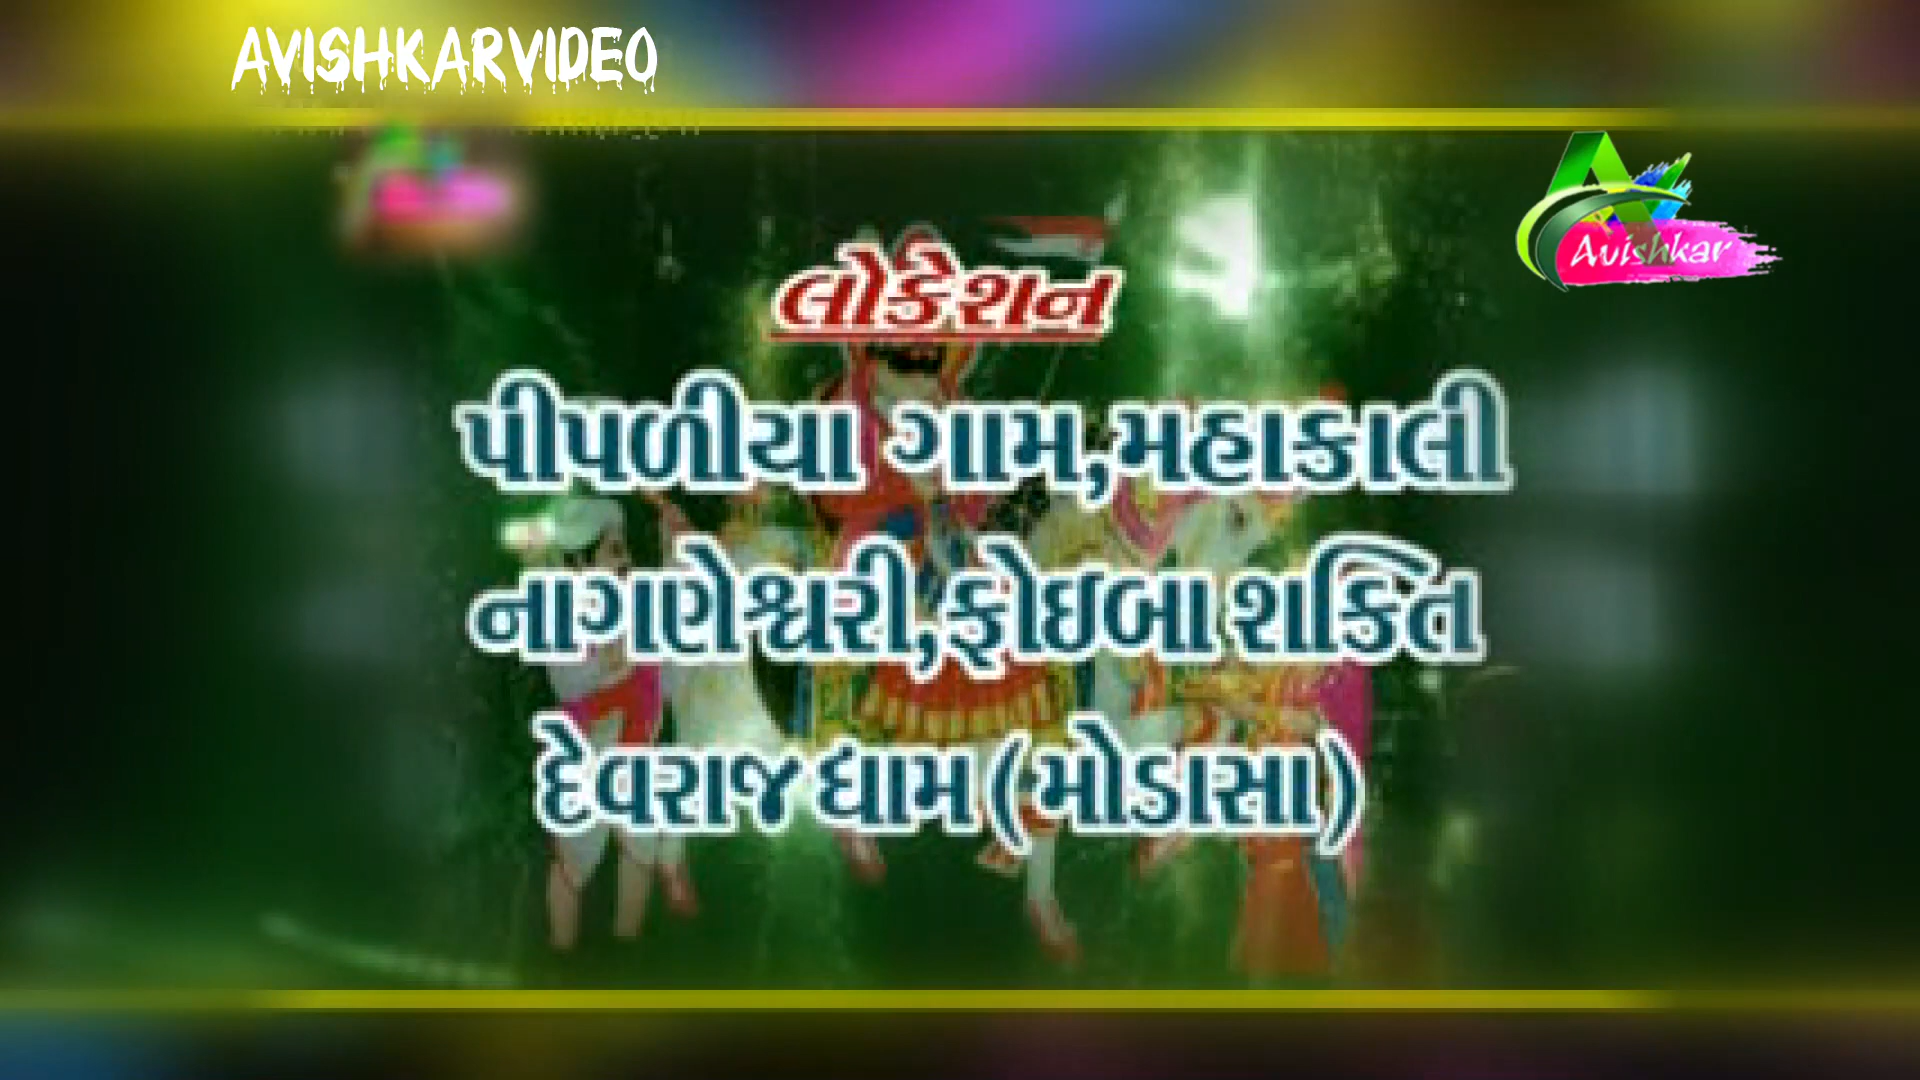 AVISHKARVIDEO
Avishkar
લોકેશન
પીપળીયા ગામ,મહાકાલી
નાગણેશ્વરી,ફોઇબા શક્તિ
દેવરાજ ધામ(મોડાસા)